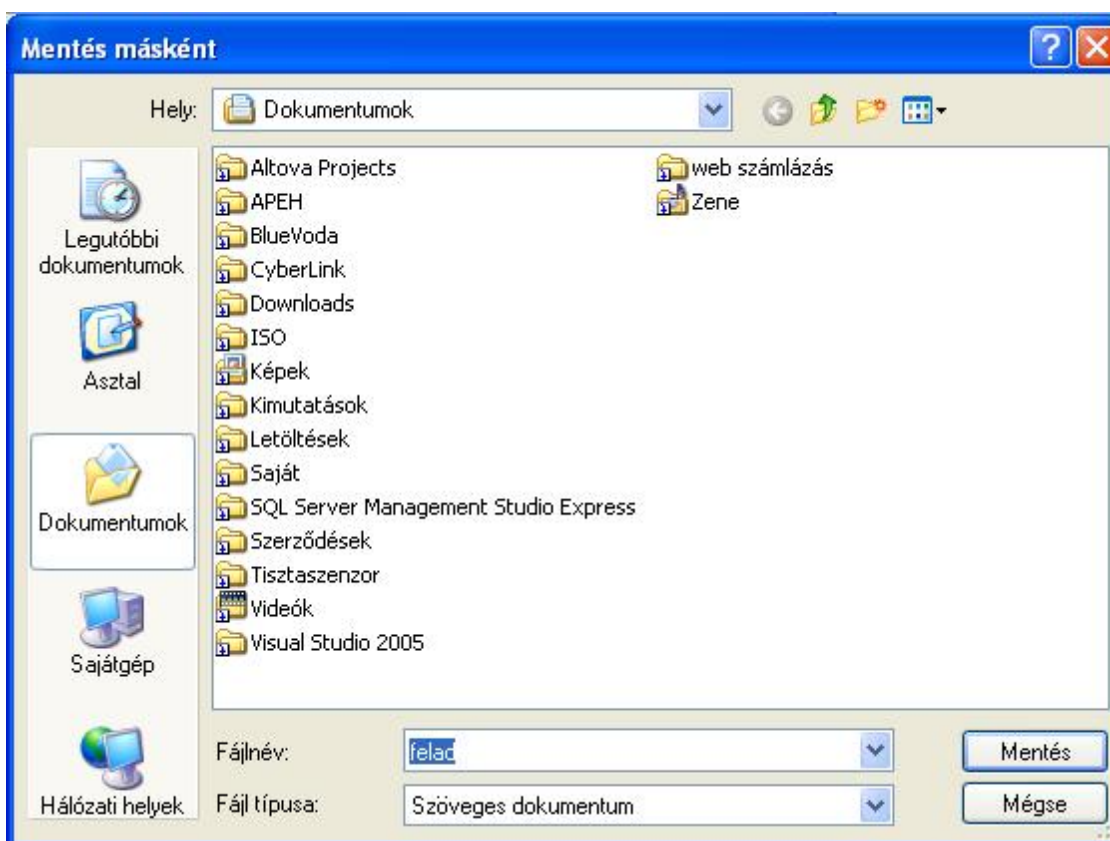 Mentés másként
Hely:
Dokumentumok
Legutóbbi
dokumentumok
Asztal
Dokumentumok
Sajátgép
Hálózati helyek
Altova Projects
APEH
BlueVoda
CyberLink
Downloads
ISO
Képek
Kimutatások
Letöltések
Saját
SQL Server Management Studio Express
Szerződések
Tisztaszenzor
Videók
Visual Studio 2005
web számlázás
Zene
Fájlnév:
felad
Mentés
Fájl típusa:
Szöveges dokumentum
Mégse